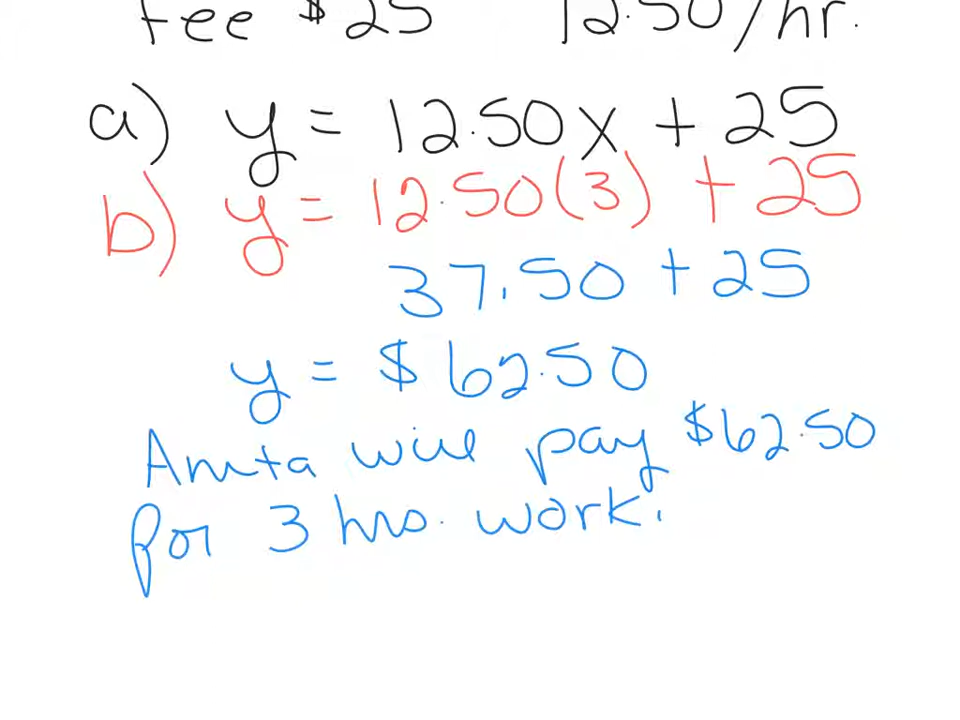 fee $25 12.50/hr.
a) y = 12.50x + 25
b) y = 12.50(3) + 25
37.50 + 25
y = $62.50
Anita will pay $62.50
for 3 hrs. work.